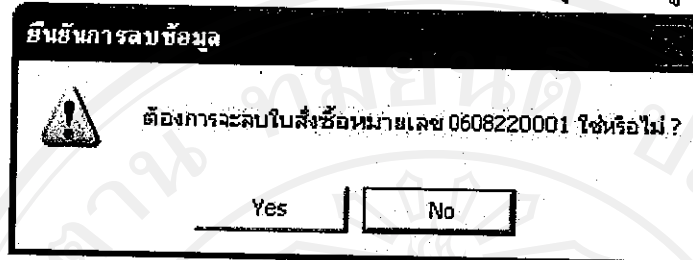 ยืนยันการลบข้อมูล
ต้องการจะลบใบสั่งซื้อหมายเลข 0608220001 ใช่หรือไม่ ?
Yes No